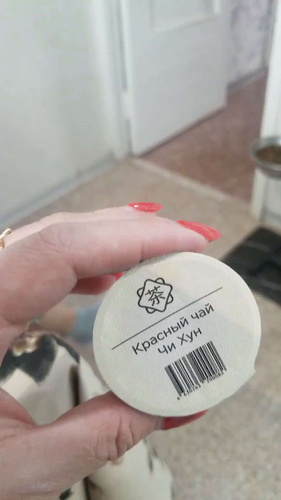 茶
Красный чай
Чи Хун